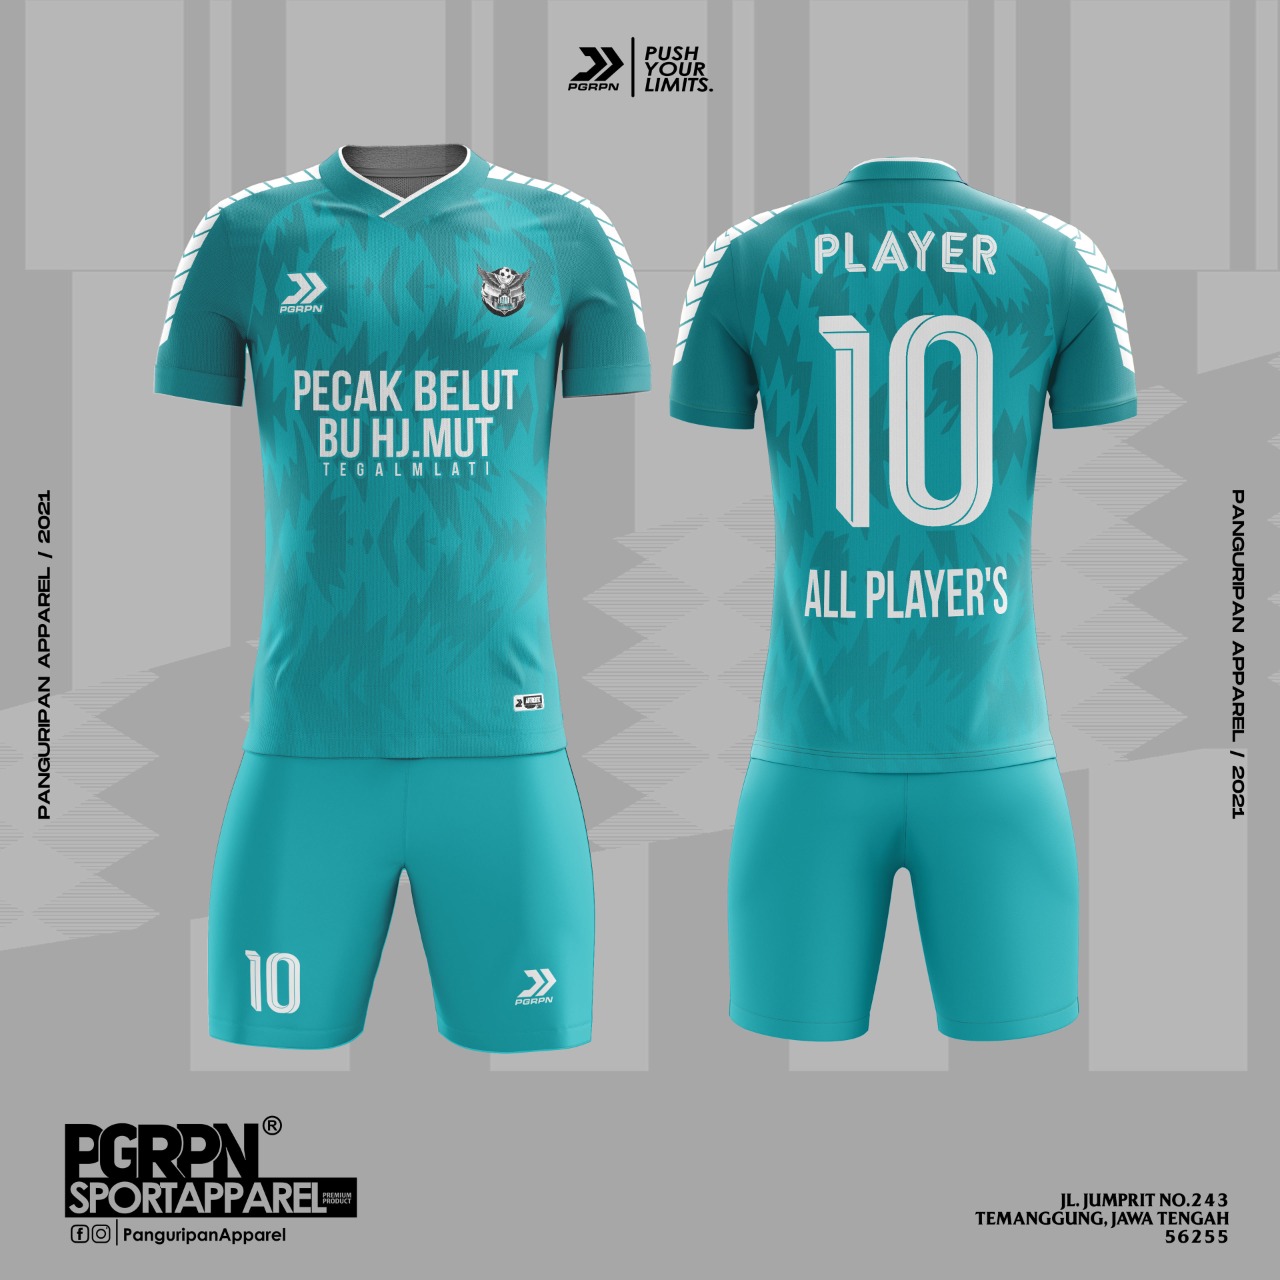 PGRPN
PUSH
YOUR
LIMITS.
PGRPN
PECAK BELUT
BU HJ.MUT
TEGALMLATI
10
PGRPN
PLAYER
10
ALL PLAYER'S
PANGURIPAN APPAREL / 2021
PANGURIPAN APPAREL / 2021
PGRPN®
SPORTAPPAREL PREMIUM
PRODUCT
PanguripanApparel
JL. JUMPRIT NO.243
TEMANGGUNG, JAWA TENGAH
56255